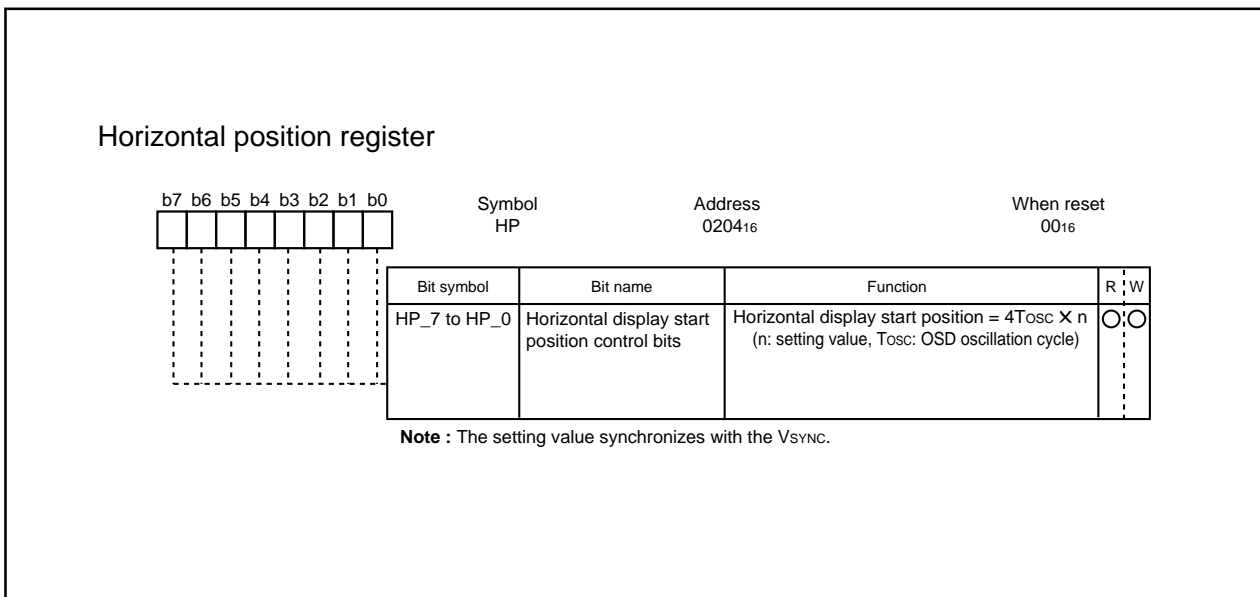 Horizontal position register
b7 b6 b5 b4 b3 b2 b1 b0
Symbol Address When reset
HP 0204₁₆ 00₁₆
Bit symbol Bit name Function R W
HP_7 to HP_0 Horizontal display start position control bits Horizontal display start position = 4Tosc X n ○ ○
(n: setting value, Tosc: OSD oscillation cycle)
Note : The setting value synchronizes with the VSYNC.